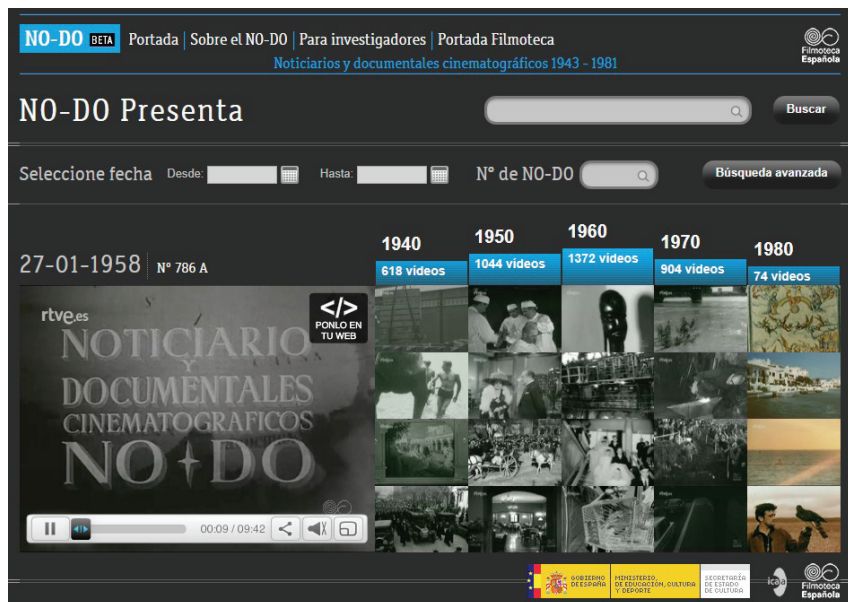 NO-DO BETA Portada | Sobre el NO-DO | Para investigadores | Portada Filmoteca
Noticiarios y documentales cinematográficos 1943 - 1981
Filmoteca
Española
NO-DO Presenta
Buscar
Seleccione fecha Desde: Hasta: Nº de NO-DO Búsqueda avanzada
27-01-1958 Nº 786 A
1940 1950 1960 1970 1980
618 videos 1044 videos 1372 videos 904 videos 74 videos
rtve.es
</>
PONLO EN
TU WEB
NOTICIARIO
Y
DOCUMENTALES
CINEMATOGRAFICOS
NO+DO
00:09 / 09:42
GOBIERNO
DE ESPAÑA
MINISTERIO
DE EDUCACIÓN, CULTURA
Y DEPORTE
SECRETARÍA
DE ESTADO
DE CULTURA
icaa
Filmoteca
Española